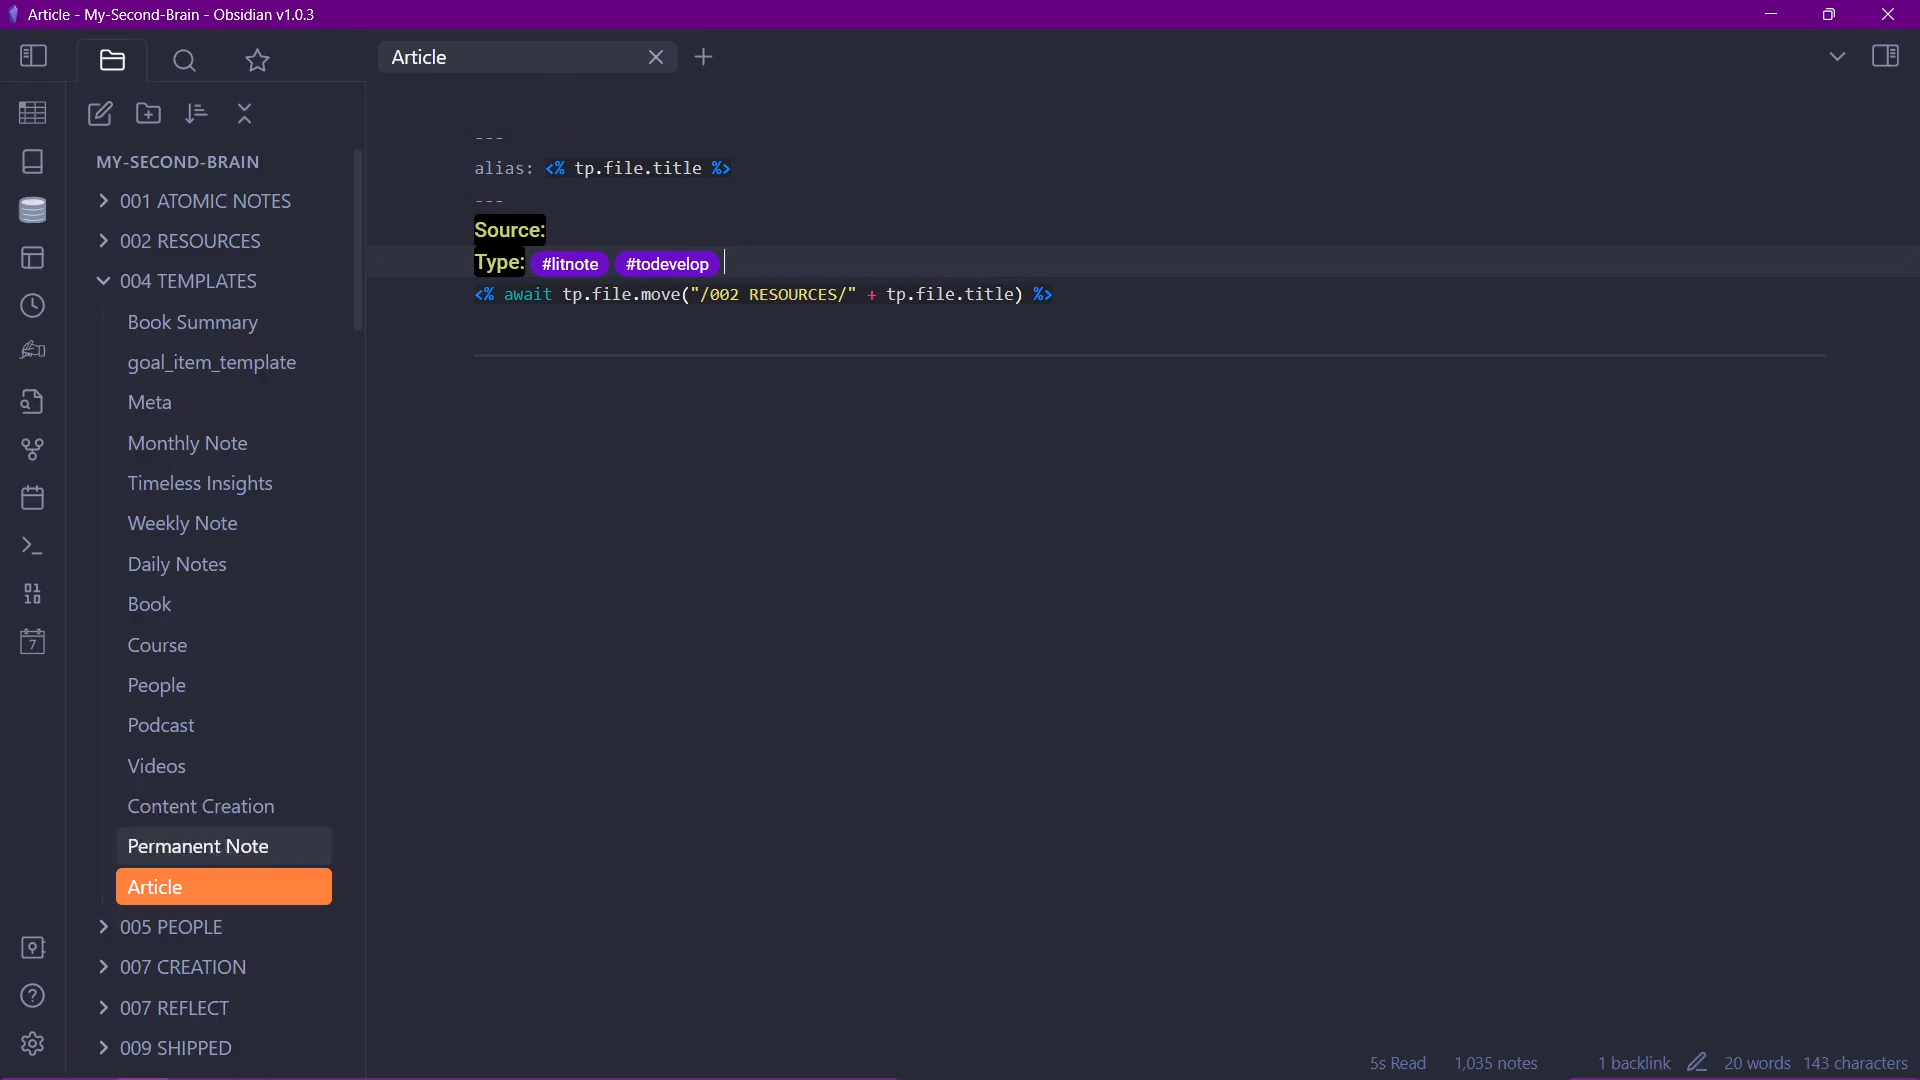 Article - My-Second-Brain - Obsidian v1.0.3
Article
MY-SECOND-BRAIN
001 ATOMIC NOTES
002 RESOURCES
004 TEMPLATES
Book Summary
goal_item_template
Meta
Monthly Note
Timeless Insights
Weekly Note
Daily Notes
Book
Course
People
Podcast
Videos
Content Creation
Permanent Note
Article
005 PEOPLE
007 CREATION
007 REFLECT
009 SHIPPED
01
10
7
---
alias: <% tp.file.title %>
---
Source:
Type: #litnote #todevelop
<% await tp.file.move("/002 RESOURCES/" + tp.file.title) %>
5s Read 1,035 notes 1 backlink 20 words 143 characters